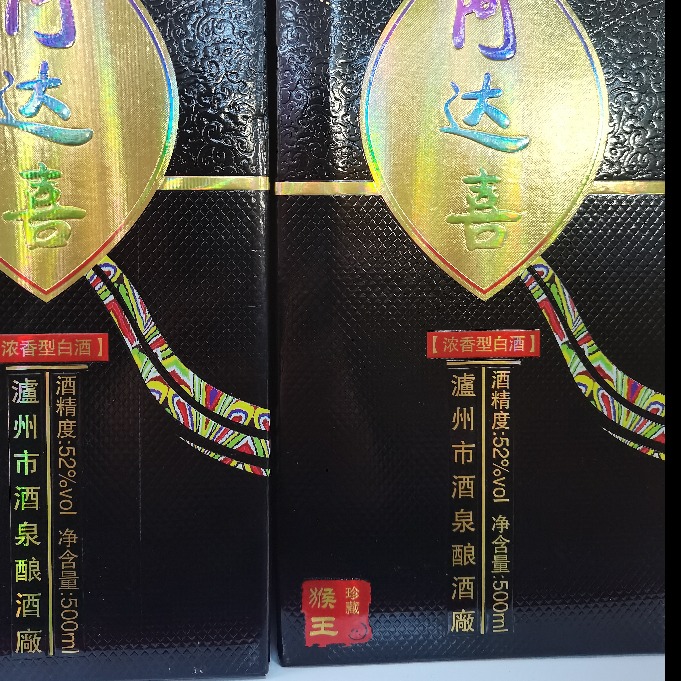 达
喜
浓香型白酒】
瀘州市酒泉酿酒廠
酒精度:52%vol 净含量:500ml
达
喜
【浓香型白酒】
瀘州市酒泉酿酒廠
酒精度:52%vol 净含量:500ml
猴王
珍藏